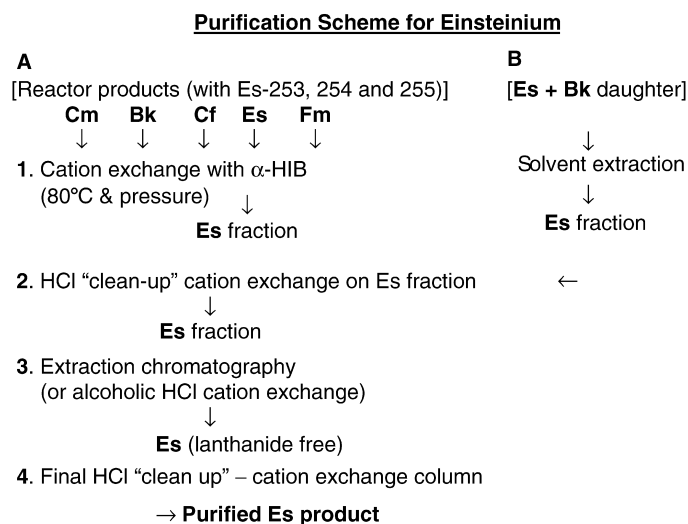 Purification Scheme for Einsteinium
A
[Reactor products (with Es-253, 254 and 255)]
Cm Bk Cf Es Fm
↓ ↓ ↓ ↓ ↓
1. Cation exchange with α-HIB
(80°C & pressure) ↓
Es fraction
B
[Es + Bk daughter]
↓
Solvent extraction
↓
Es fraction
2. HCl “clean-up” cation exchange on Es fraction ←
↓
Es fraction
3. Extraction chromatography
(or alcoholic HCl cation exchange)
↓
Es (lanthanide free)
4. Final HCl “clean up” – cation exchange column
→ Purified Es product